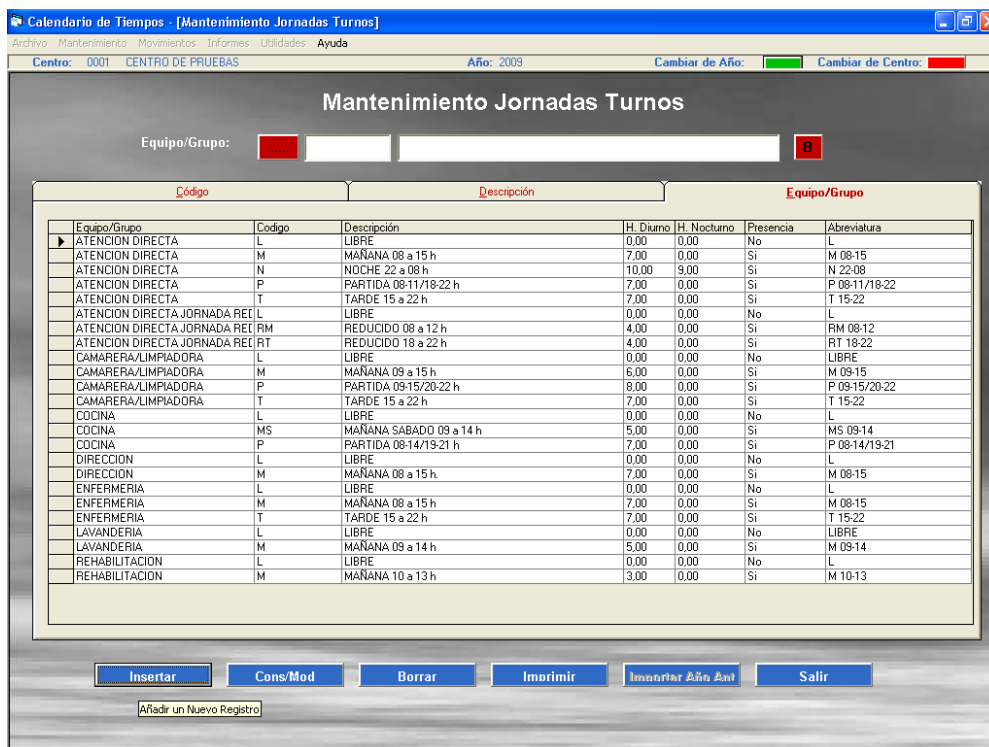 Calendario de Tiempos - [Mantenimiento Jornadas Turnos]
Archivo Mantenimiento Movimientos Informes Utilidades Ayuda
Centro: 0001 CENTRO DE PRUEBAS Año: 2009 Cambiar de Año: Cambiar de Centro:
Mantenimiento Jornadas Turnos
Equipo/Grupo: ...... B
Código Descripción Equipo/Grupo
Equipo/Grupo Codigo Descripción H. Diurno H. Nocturno Presencia Abreviatura
ATENCION DIRECTA L LIBRE 0,00 0,00 No L
ATENCION DIRECTA M MAÑANA 08 a 15 h 7,00 0,00 Si M 08-15
ATENCION DIRECTA N NOCHE 22 a 08 h 10,00 9,00 Si N 22-08
ATENCION DIRECTA P PARTIDA 08-11/18-22 h 7,00 0,00 Si P 08-11/18-22
ATENCION DIRECTA T TARDE 15 a 22 h 7,00 0,00 Si T 15-22
ATENCION DIRECTA JORNADA RED L LIBRE 0,00 0,00 No L
ATENCION DIRECTA JORNADA RED RM REDUCIDO 08 a 12 h 4,00 0,00 Si RM 08-12
ATENCION DIRECTA JORNADA RED RT REDUCIDO 18 a 22 h 4,00 0,00 Si RT 18-22
CAMARERA/LIMPIADORA L LIBRE 0,00 0,00 No LIBRE
CAMARERA/LIMPIADORA M MAÑANA 09 a 15 h 6,00 0,00 Si M 09-15
CAMARERA/LIMPIADORA P PARTIDA 09-15/20-22 h 8,00 0,00 Si P 09-15/20-22
CAMARERA/LIMPIADORA T TARDE 15 a 22 h 7,00 0,00 Si T 15-22
COCINA L LIBRE 0,00 0,00 No L
COCINA MS MAÑANA SABADO 09 a 14 h 5,00 0,00 Si MS 09-14
COCINA P PARTIDA 08-14/19-21 h 7,00 0,00 Si P 08-14/19-21
DIRECCION L LIBRE 0,00 0,00 No L
DIRECCION M MAÑANA 08 a 15 h. 7,00 0,00 Si M 08-15
ENFERMERIA L LIBRE 0,00 0,00 No L
ENFERMERIA M MAÑANA 08 a 15 h 7,00 0,00 Si M 08-15
ENFERMERIA T TARDE 15 a 22 h 7,00 0,00 Si T 15-22
LAVANDERIA L LIBRE 0,00 0,00 No LIBRE
LAVANDERIA M MAÑANA 09 a 14 h 5,00 0,00 Si M 09-14
REHABILITACION L LIBRE 0,00 0,00 No L
REHABILITACION M MAÑANA 10 a 13 h 3,00 0,00 Si M 10-13
Insertar Cons/Mod Borrar Imprimir Importar Año Ant Salir
Añadir un Nuevo Registro